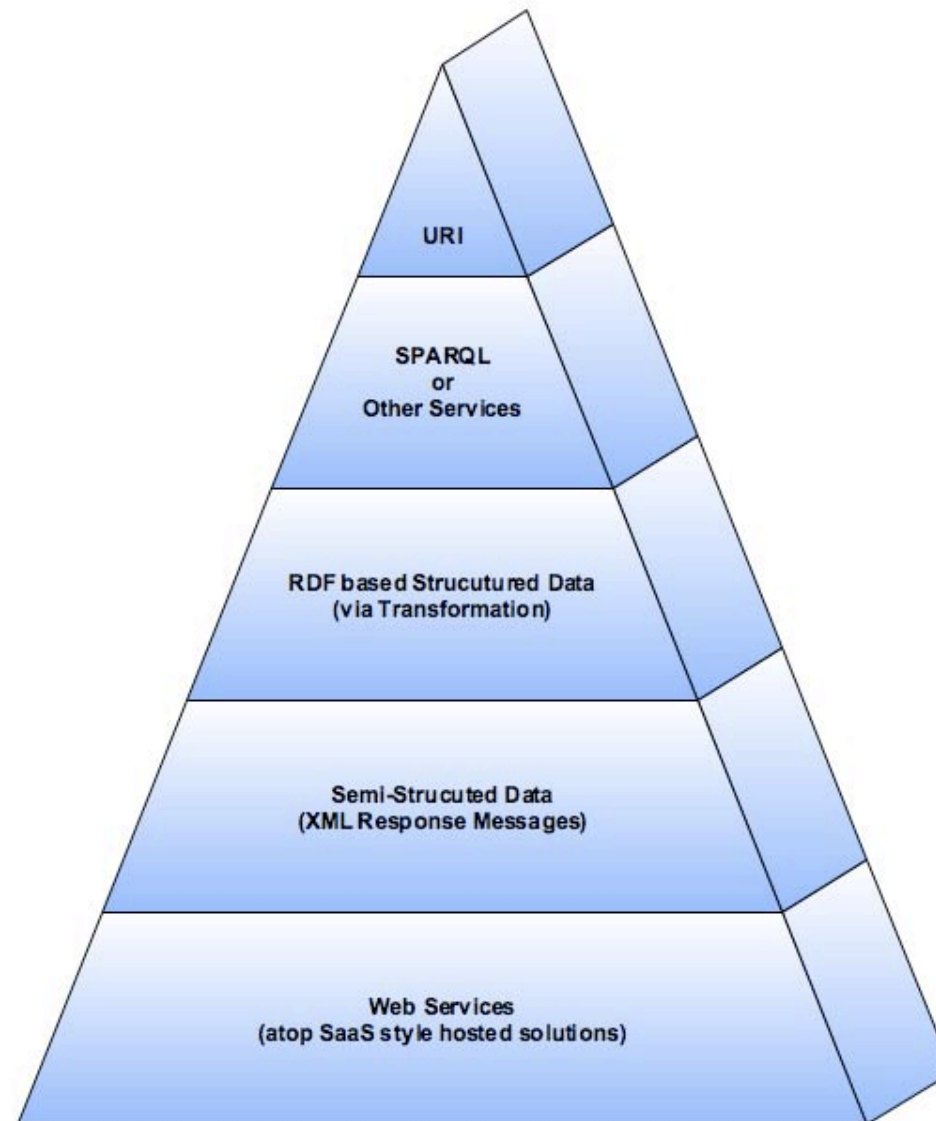 URI
SPARQL
or
Other Services
RDF based Strucutured Data
(via Transformation)
Semi-Strucuted Data
(XML Response Messages)
Web Services
(atop SaaS style hosted solutions)